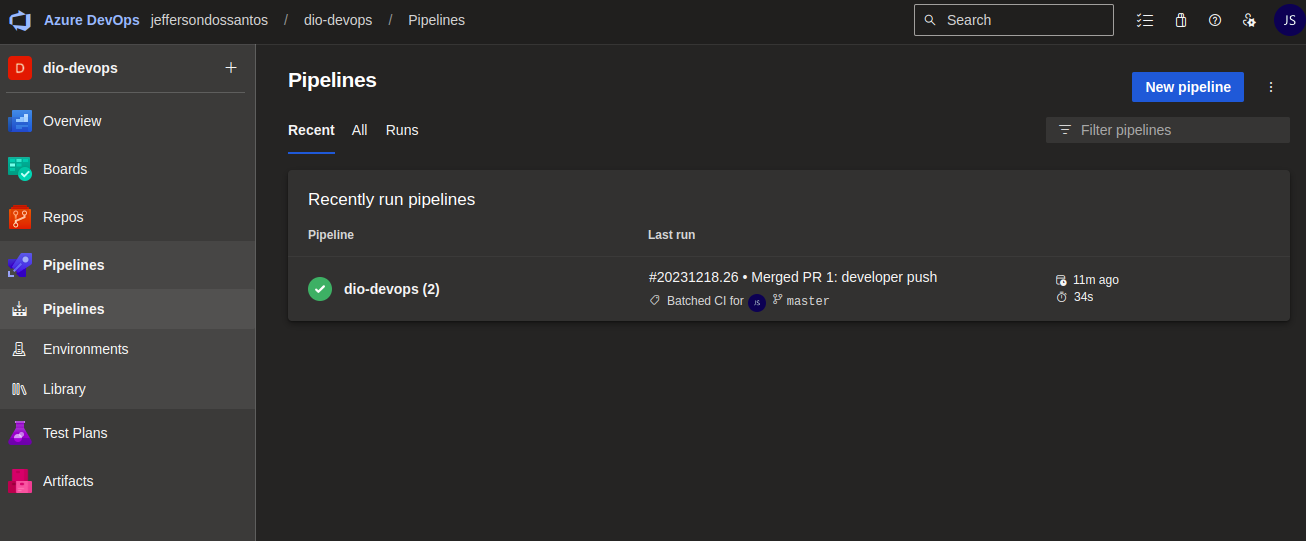 Azure DevOps jeffersondossantos / dio-devops / Pipelines
Search
JS
D dio-devops +
Overview
Boards
Repos
Pipelines
Pipelines
Environments
Library
Test Plans
Artifacts
Pipelines
New pipeline
Recent All Runs
Filter pipelines
Recently run pipelines
Pipeline Last run
dio-devops (2)
#20231218.26 • Merged PR 1: developer push
Batched CI for JS master
11m ago
34s